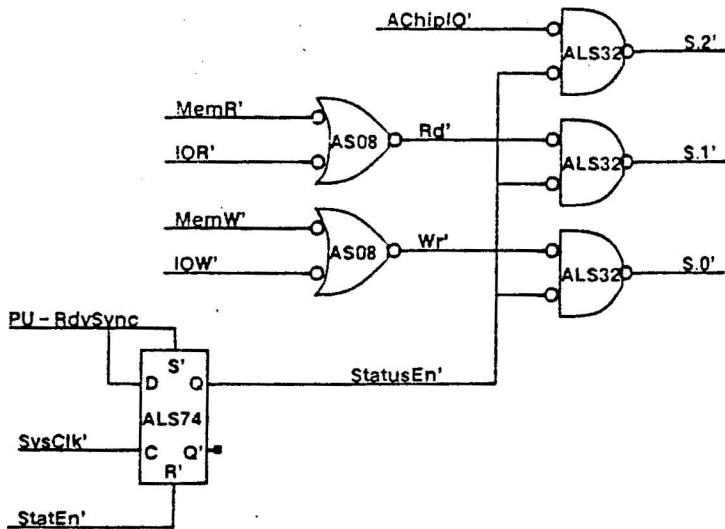 AChipIO'
ALS32
S.2'
MemR'
AS08
Rd'
IOR'
ALS32
S.1'
MemW'
AS08
Wr'
IOW'
ALS32
S.0'
PU-RdySync
S'
D
Q
StatusEn'
ALS74
SysClk'
C
Q'
R'
StatEn'